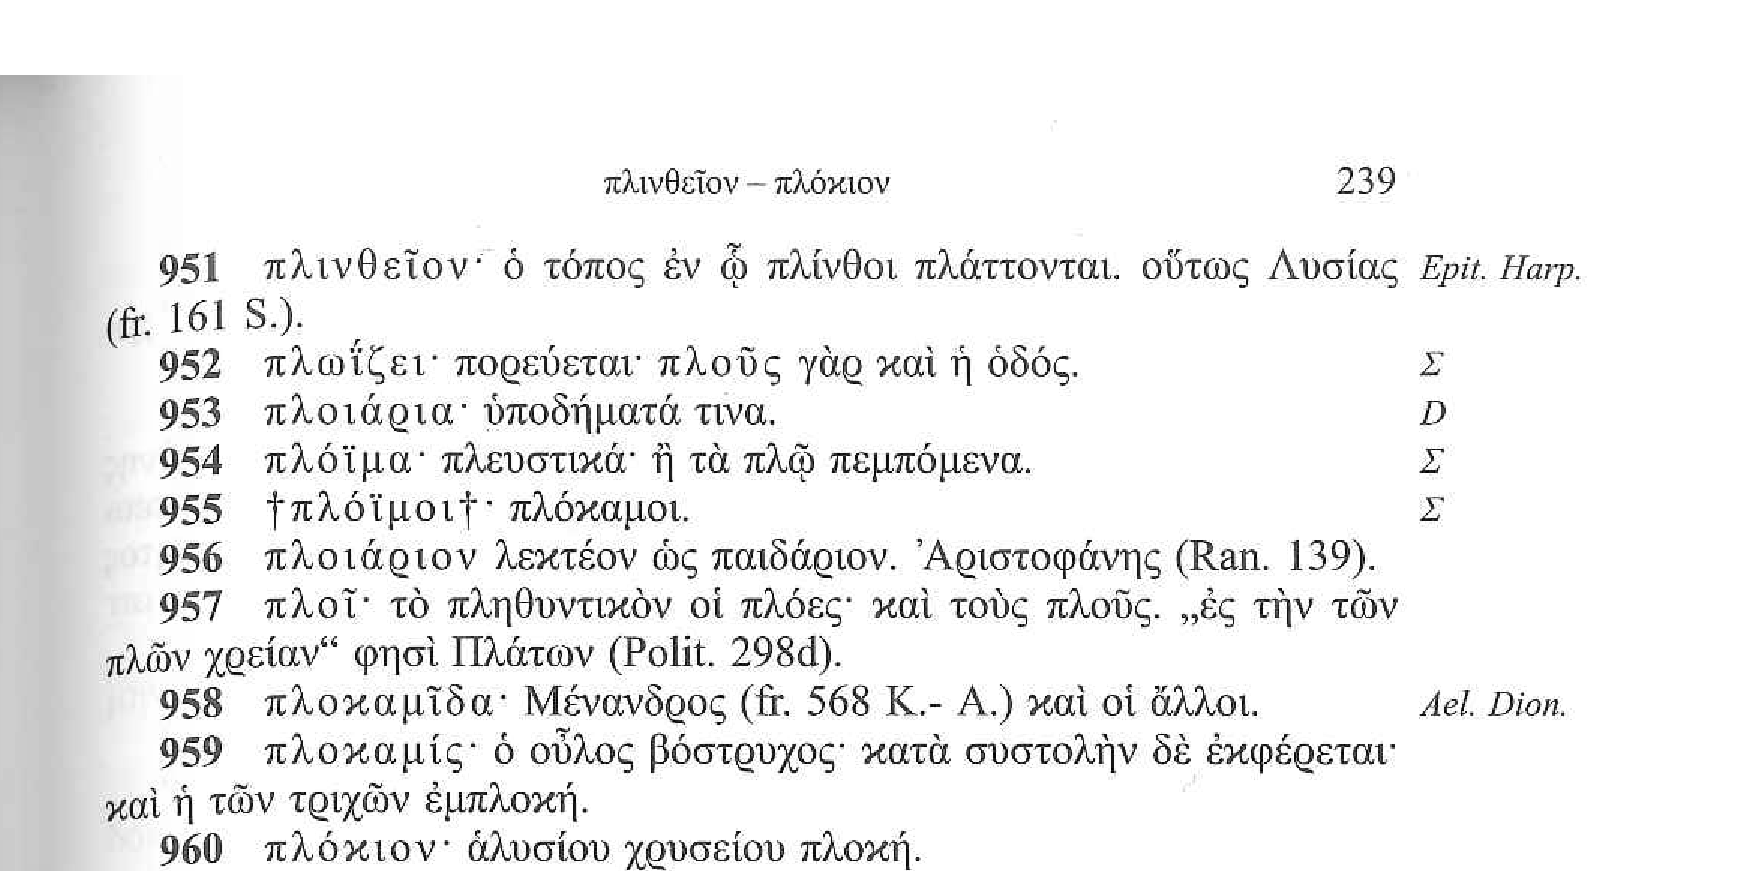 πλινθεῖον – πλόκιον 239
951 πλινθεῖον· ὁ τόπος ἐν ᾧ πλίνθοι πλάττονται. οὕτως Λυσίας Epit. Harp.
(fr. 161 S.).
952 πλωΐζει· πορεύεται· πλοῦς γὰρ καὶ ἡ ὁδός. Σ
953 πλοιάρια· ὑποδήματά τινα. D
954 πλόϊμα· πλευστικά· ἢ τὰ πλῷ πεμπόμενα. Σ
955 †πλόϊμοι†· πλόκαμοι. Σ
956 πλοιάριον λεκτέον ὡς παιδάριον. Ἀριστοφάνης (Ran. 139).
957 πλοῖ· τὸ πληθυντικὸν οἱ πλόες· καὶ τοὺς πλοῦς. „ἐς τὴν τῶν
πλῶν χρείαν“ φησὶ Πλάτων (Polit. 298d).
958 πλοκαμῖδα· Μένανδρος (fr. 568 K.- A.) καὶ οἱ ἄλλοι. Ael. Dion.
959 πλοκαμίς· ὁ οὖλος βόστρυχος· κατὰ συστολὴν δὲ ἐκφέρεται·
καὶ ἡ τῶν τριχῶν ἐμπλοκή.
960 πλόκιον· ἁλυσίου χρυσείου πλοκή.